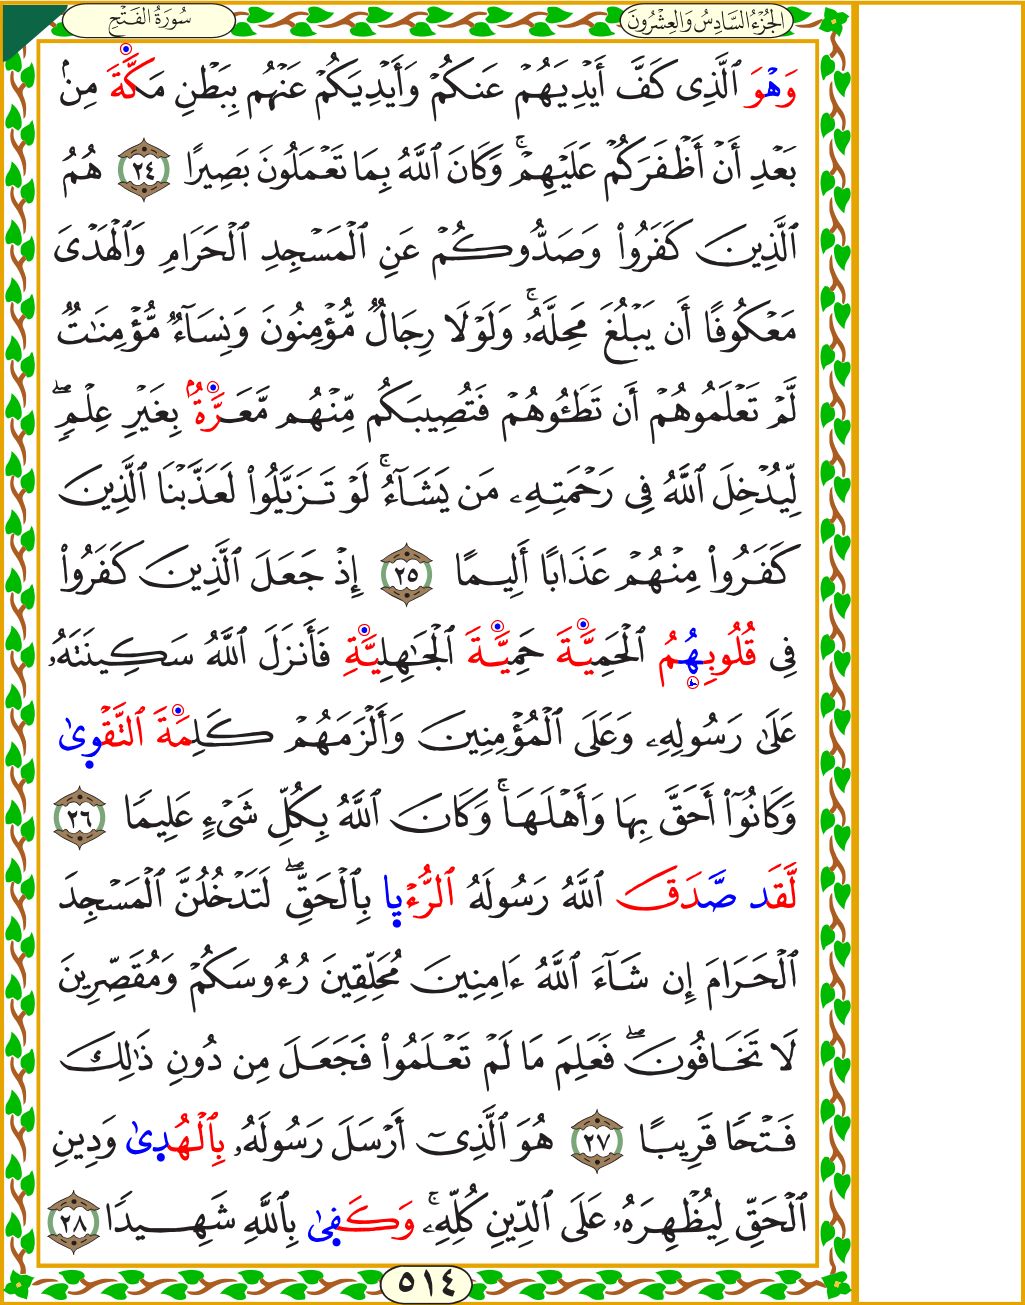 الجُزْءُ السَّادِسُ وَالعِشْرُونَ
سُورَةُ الفَتْحِ
وَهْوَ ٱلَّذِى كَفَّ أَيْدِيَهُمْ عَنكُمْ وَأَيْدِيَكُمْ عَنْهُم بِبَطْنِ مَكَّةَ مِنۢ
بَعْدِ أَنْ أَظْفَرَكُمْ عَلَيْهِمْ ۚ وَكَانَ ٱللَّهُ بِمَا تَعْمَلُونَ بَصِيرًا ٢٤ هُمُ
ٱلَّذِينَ كَفَرُوا۟ وَصَدُّوكُمْ عَنِ ٱلْمَسْجِدِ ٱلْحَرَامِ وَٱلْهَدْىَ
مَعْكُوفًا أَن يَبْلُغَ مَحِلَّهُۥ ۚ وَلَوْلَا رِجَالٌ مُّؤْمِنُونَ وَنِسَآءٌ مُّؤْمِنَـٰتٌ
لَّمْ تَعْلَمُوهُمْ أَن تَطَـُٔوهُمْ فَتُصِيبَكُم مِّنْهُم مَّعَرَّةٌۢ بِغَيْرِ عِلْمٍ ۖ
لِّيُدْخِلَ ٱللَّهُ فِى رَحْمَتِهِۦ مَن يَشَآءُ ۚ لَوْ تَزَيَّلُوا۟ لَعَذَّبْنَا ٱلَّذِينَ
كَفَرُوا۟ مِنْهُمْ عَذَابًا أَلِيمًا ٢٥ إِذْ جَعَلَ ٱلَّذِينَ كَفَرُوا۟
فِى قُلُوبِهِمُ ٱلْحَمِيَّةَ حَمِيَّةَ ٱلْجَـٰهِلِيَّةِ فَأَنزَلَ ٱللَّهُ سَكِينَتَهُۥ
عَلَىٰ رَسُولِهِۦ وَعَلَى ٱلْمُؤْمِنِينَ وَأَلْزَمَهُمْ كَلِمَةَ ٱلتَّقْوٜىٰ
وَكَانُوٓا۟ أَحَقَّ بِهَا وَأَهْلَهَا ۚ وَكَانَ ٱللَّهُ بِكُلِّ شَىْءٍ عَلِيمًا ٢٦
لَّقَد صَّدَقَ ٱللَّهُ رَسُولَهُ ٱلرُّءْيٜا بِٱلْحَقِّ ۖ لَتَدْخُلُنَّ ٱلْمَسْجِدَ
ٱلْحَرَامَ إِن شَآءَ ٱللَّهُ ءَامِنِينَ مُحَلِّقِينَ رُءُوسَكُمْ وَمُقَصِّرِينَ
لَا تَخَافُونَ ۖ فَعَلِمَ مَا لَمْ تَعْلَمُوا۟ فَجَعَلَ مِن دُونِ ذَٰلِكَ
فَتْحًا قَرِيبًا ٢٧ هُوَ ٱلَّذِىٓ أَرْسَلَ رَسُولَهُۥ بِٱلْهُدٜىٰ وَدِينِ
ٱلْحَقِّ لِيُظْهِرَهُۥ عَلَى ٱلدِّينِ كُلِّهِۦ ۚ وَكَفٜىٰ بِٱللَّهِ شَهِيدًا ٢٨
٥١٤